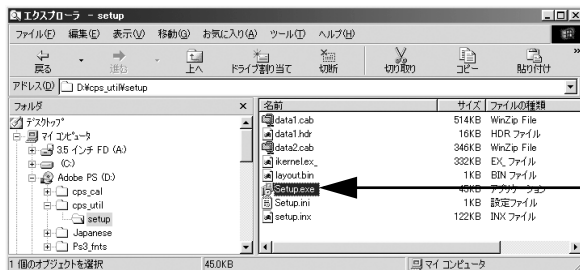 エクスプローラ - setup
ファイル(F) 編集(E) 表示(V) 移動(G) お気に入り(A) ツール(T) ヘルプ(H)
戻る 進む 上へ ドライブ割り当て 切断 切り取り コピー 貼り付け »
アドレス(D) D:¥cps_util¥setup
フォルダ ×
デスクトップ
マイ コンピュータ
3.5 インチ FD (A:)
(C:)
Adobe PS (D:)
cps_cal
cps_util
setup
Japanese
Ps3_fnts
名前 サイズ ファイルの種類
data1.cab 514KB WinZip File
data1.hdr 16KB HDR ファイル
data2.cab 346KB WinZip File
ikernel.ex_ 332KB EX_ ファイル
layout.bin 1KB BIN ファイル
Setup.exe 45KB アプリケーション
Setup.ini 1KB 設定ファイル
setup.inx 122KB INX ファイル
1 個のオブジェクトを選択 45.0KB マイ コンピュータ